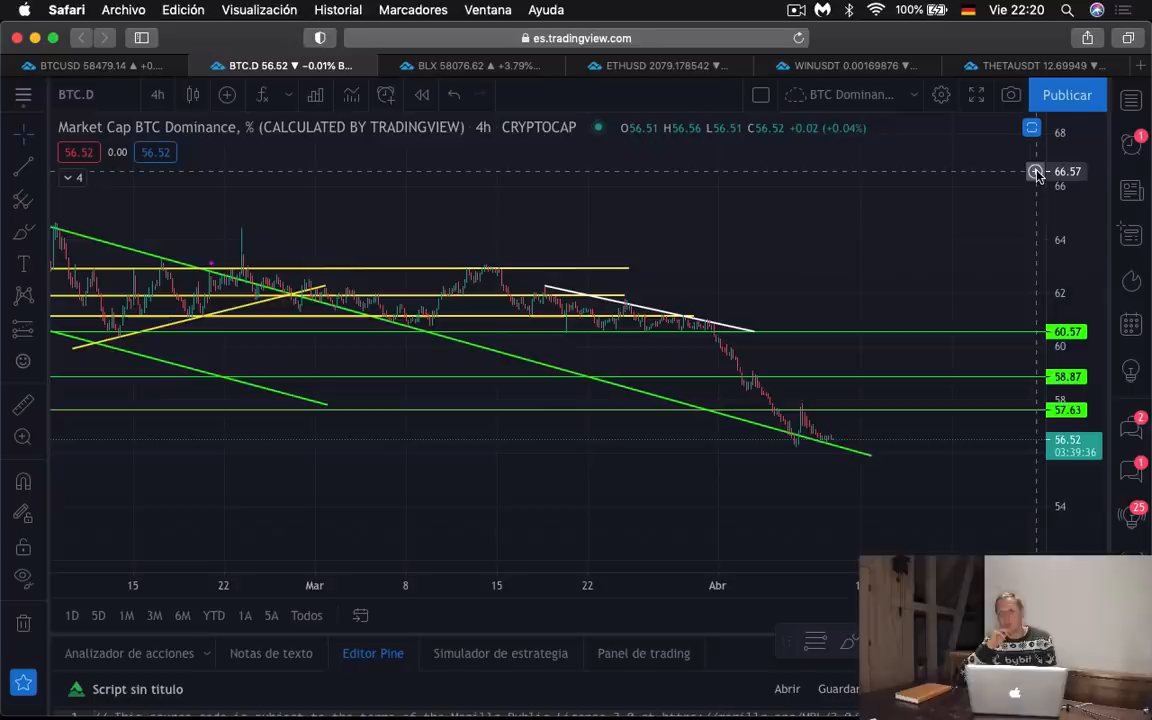 Safari Archivo Edición Visualización Historial Marcadores Ventana Ayuda 100% Vie 22:20
es.tradingview.com
BTCUSD 58479.14 ▲ +0.... BTC.D 56.52 ▼ −0.01% B... BLX 58076.62 ▲ +3.79%... ETHUSD 2079.178542 ▼... WINUSDT 0.00169876 ▼... THETAUSDT 12.69949 ▼...
BTC.D 4h BTC Dominan... Publicar
Market Cap BTC Dominance, % (CALCULATED BY TRADINGVIEW) 4h CRYPTOCAP O56.51 H56.56 L56.51 C56.52 +0.02 (+0.04%)
68
1
56.52 0.00 56.52
4
66.57
66
64
62
60.57
60
58.87
58
57.63
2
56.52
03:39:36
1
54
25
15 22 Mar 8 15 22 Abr
1D 5D 1M 3M 6M YTD 1A 5A Todos
Analizador de acciones Notas de texto Editor Pine Simulador de estrategia Panel de trading
Script sin título Abrir Guardar
bybit